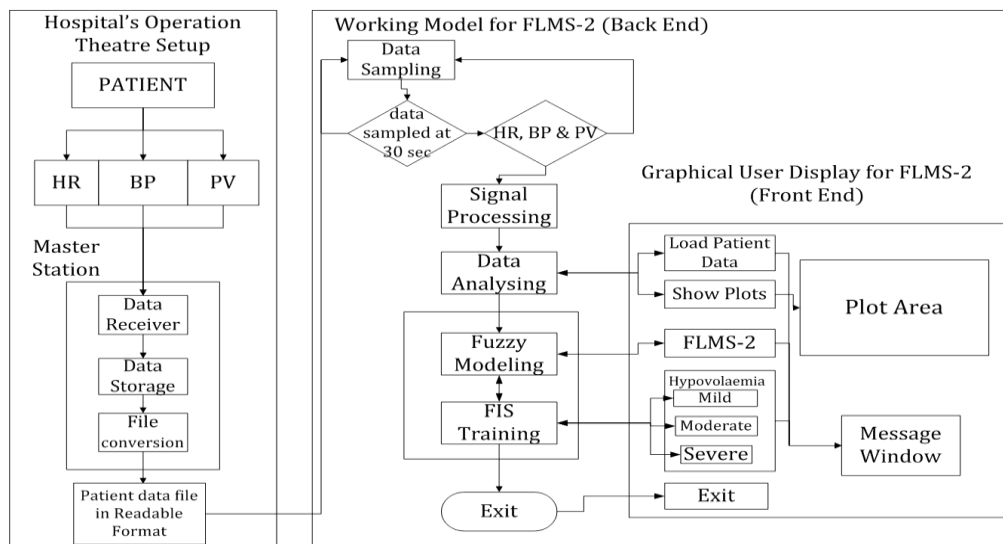 Hospital's Operation
Theatre Setup
PATIENT
HR
BP
PV
Master
Station
Data
Receiver
Data
Storage
File
conversion
Patient data file
in Readable
Format
Working Model for FLMS-2 (Back End)
Data
Sampling
data
sampled at
30 sec
HR, BP & PV
Signal
Processing
Data
Analysing
Fuzzy
Modeling
FIS
Training
Exit
Graphical User Display for FLMS-2
(Front End)
Load Patient
Data
Show Plots
FLMS-2
Hypovolaemia
Mild
Moderate
Severe
Exit
Plot Area
Message
Window